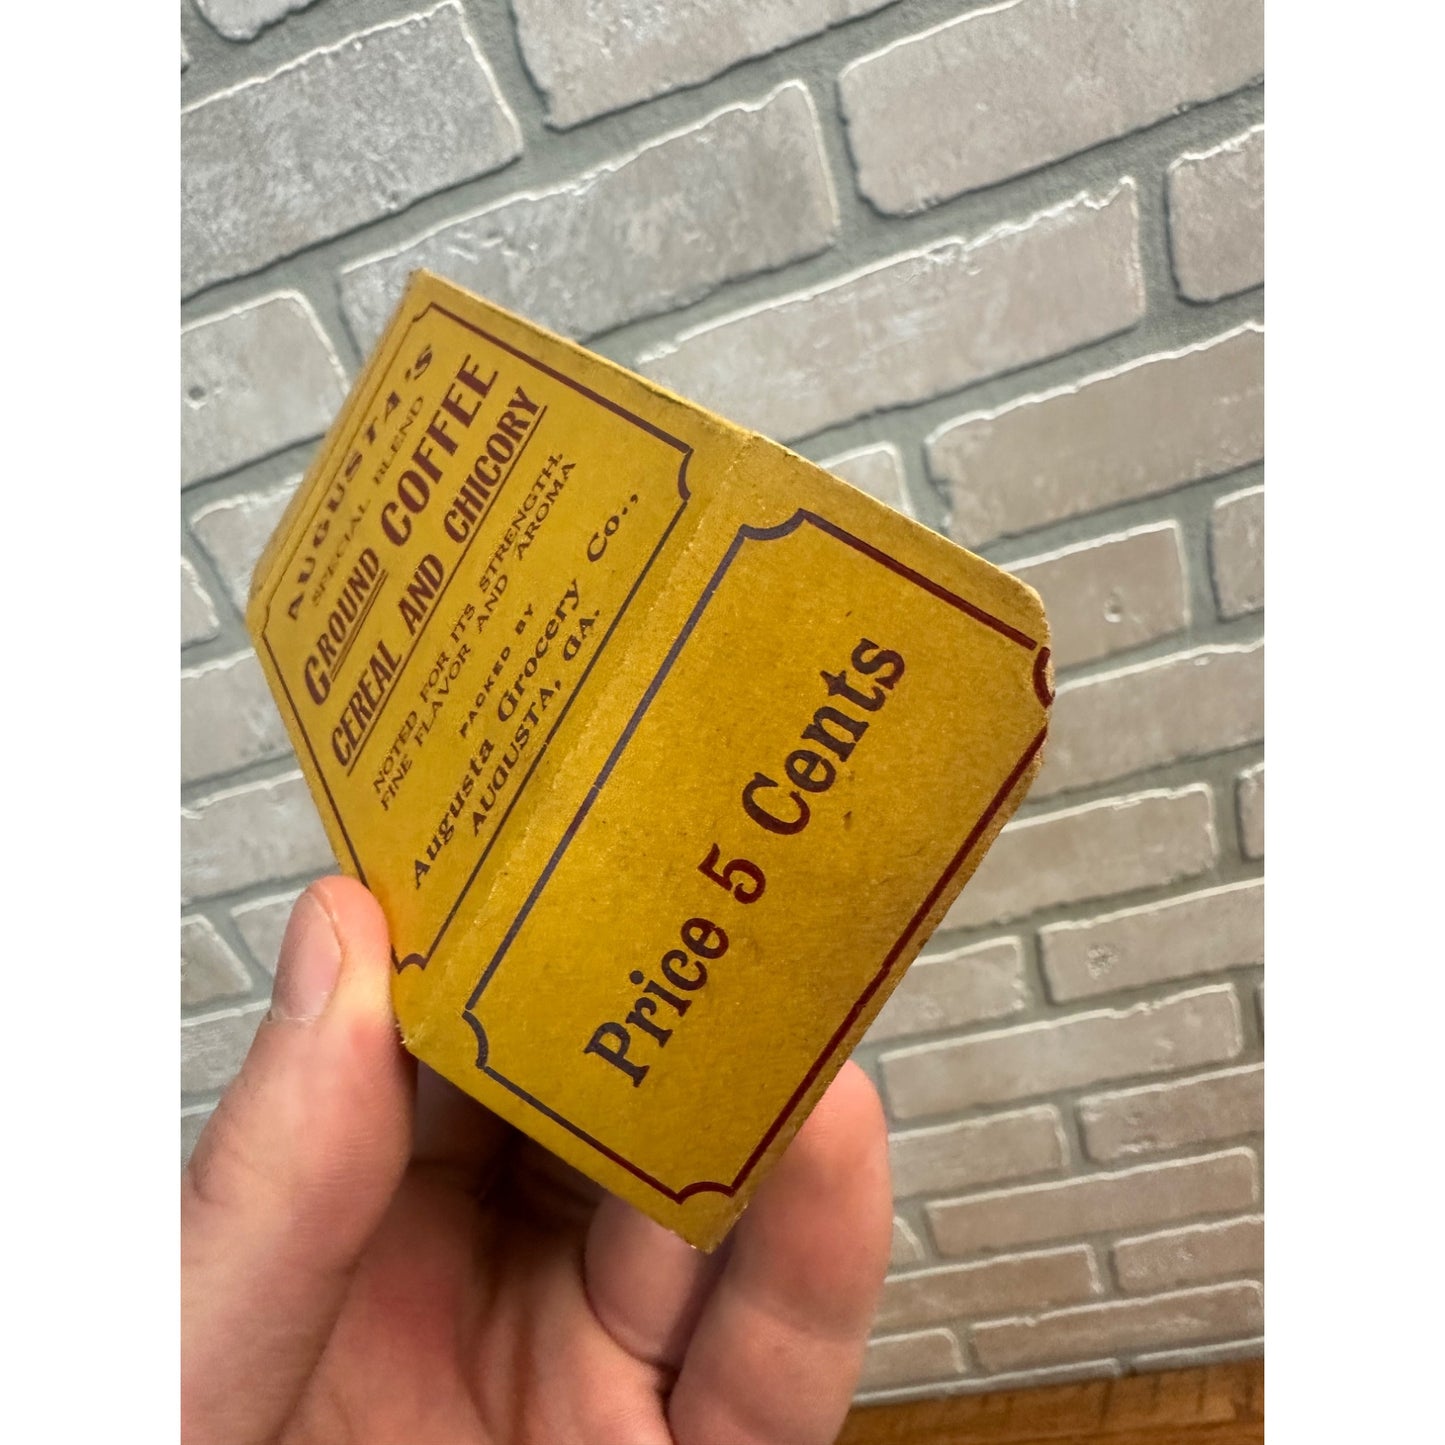 AUGUSTA'S
SPECIAL BLEND
GROUND COFFEE
CEREAL AND CHICORY
NOTED FOR ITS STRENGTH,
FINE FLAVOR AND AROMA
PACKED BY
Augusta Grocery Co.,
AUGUSTA, GA.
Price 5 Cents